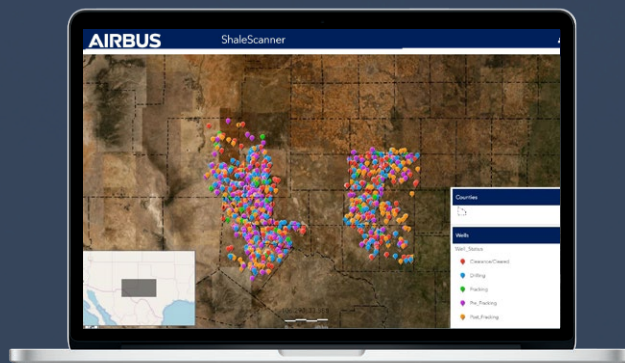 AIRBUS
ShaleScanner
Counties
Wells
Well_Status
Clearance/Cleared
Drilling
Fracking
Pre_Fracking
Post_Fracking